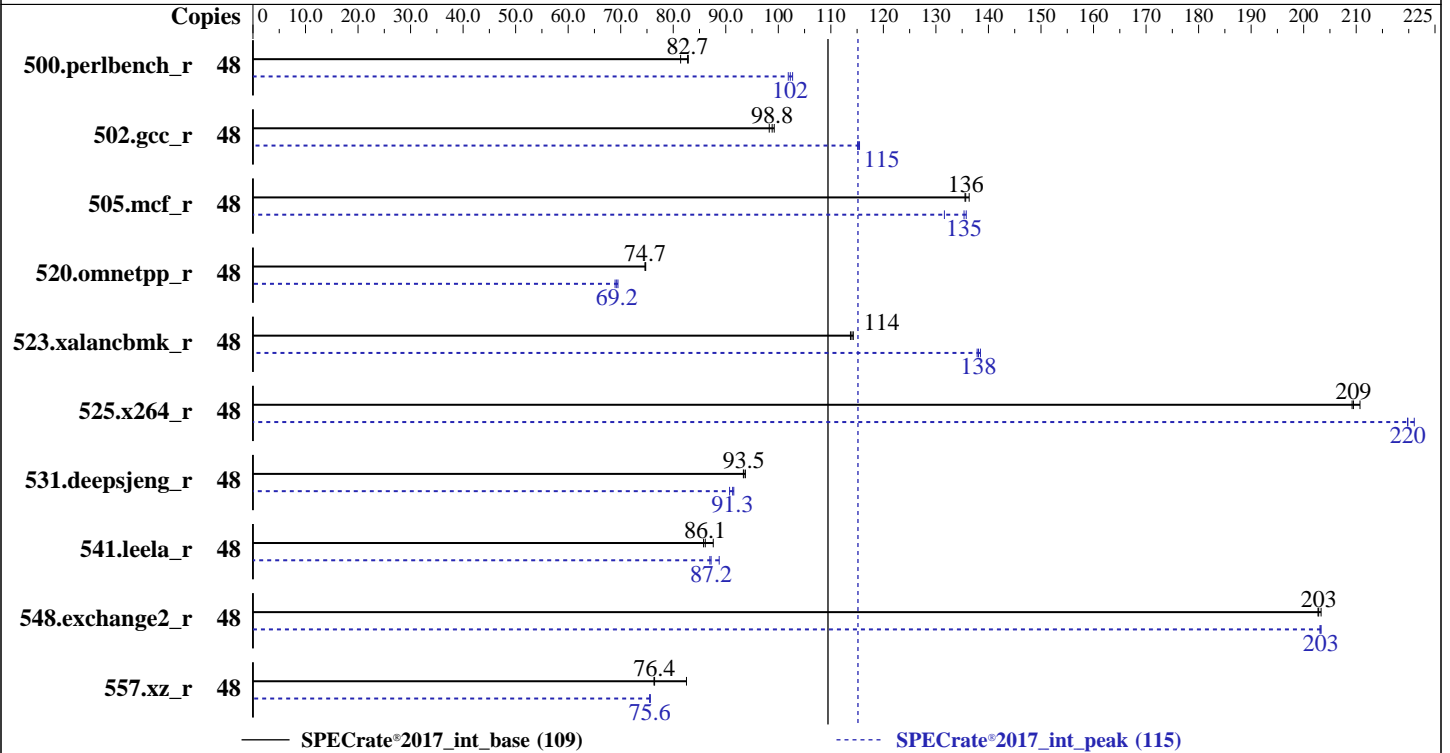 Copies 0 10.0 20.0 30.0 40.0 50.0 60.0 70.0 80.0 90.0 100 110 120 130 140 150 160 170 180 190 200 210 225
82.7
500.perlbench_r 48
102
98.8
502.gcc_r 48
115
136
505.mcf_r 48
135
74.7
520.omnetpp_r 48
69.2
114
523.xalancbmk_r 48
138
209
525.x264_r 48
220
93.5
531.deepsjeng_r 48
91.3
86.1
541.leela_r 48
87.2
203
548.exchange2_r 48
203
76.4
557.xz_r 48
75.6
SPECrate®2017_int_base (109) SPECrate®2017_int_peak (115)